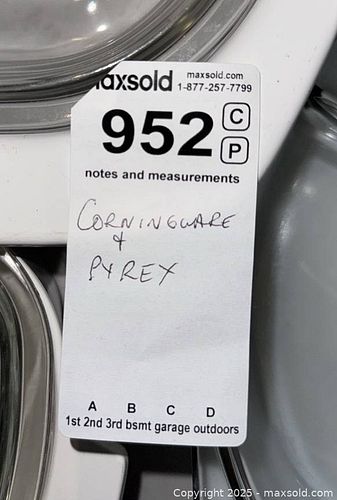 maxsold maxsold.com
1-877-257-7799
952 C
P
notes and measurements
CORNINGWARE
&
PYREX
A B C D
1st 2nd 3rd bsmt garage outdoors
Copyright 2025 - maxsold.com